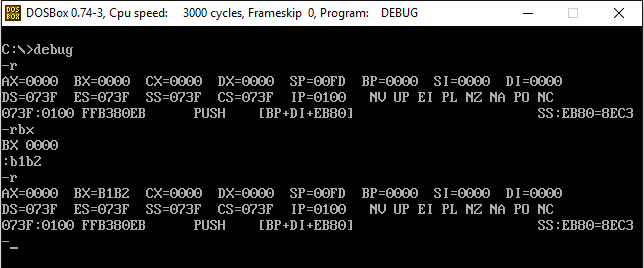 DOSBox 0.74-3, Cpu speed: 3000 cycles, Frameskip 0, Program: DEBUG
C:\>debug
-r
AX=0000 BX=0000 CX=0000 DX=0000 SP=00FD BP=0000 SI=0000 DI=0000
DS=073F ES=073F SS=073F CS=073F IP=0100 NV UP EI PL NZ NA PO NC
073F:0100 FFB380EB PUSH [BP+DI+EB80] SS:EB80=8EC3
-rbx
BX 0000
:b1b2
-r
AX=0000 BX=B1B2 CX=0000 DX=0000 SP=00FD BP=0000 SI=0000 DI=0000
DS=073F ES=073F SS=073F CS=073F IP=0100 NV UP EI PL NZ NA PO NC
073F:0100 FFB380EB PUSH [BP+DI+EB80] SS:EB80=8EC3
-_